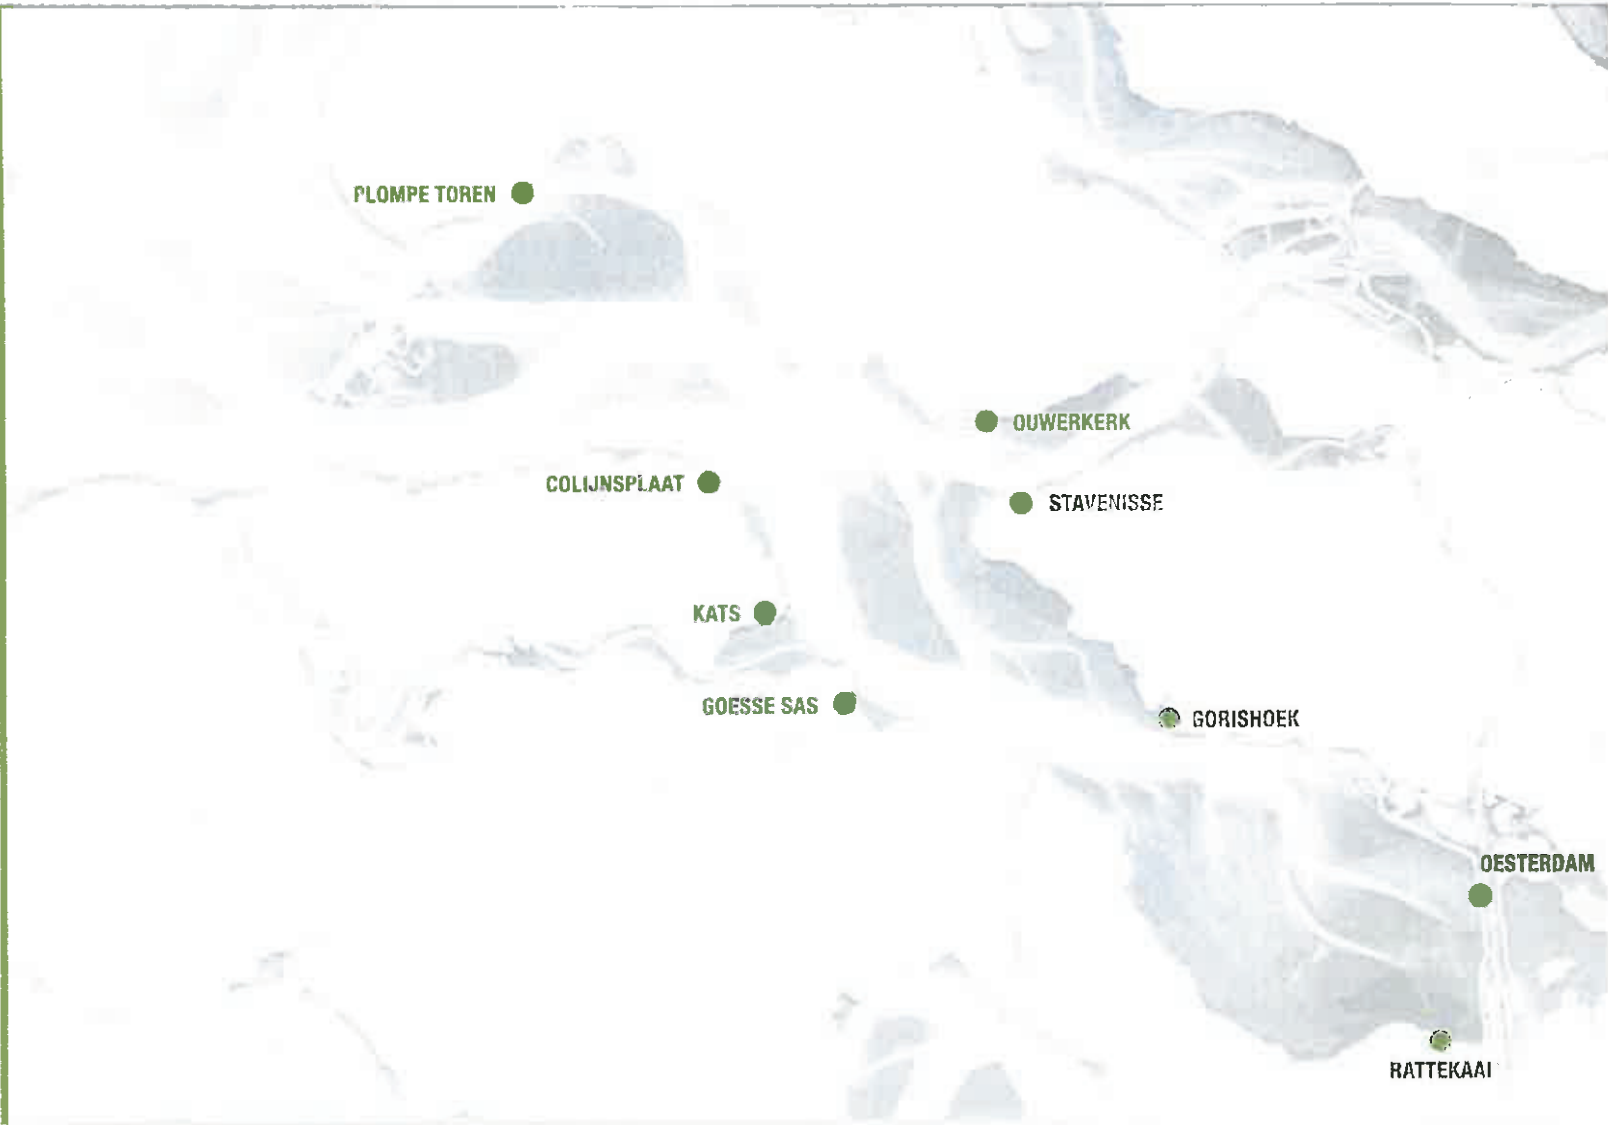 PLOMPE TOREN
OUWERKERK
COLIJNSPLAAT
STAVENISSE
KATS
GOESSE SAS
GORISHOEK
OESTERDAM
RATTEKAAI